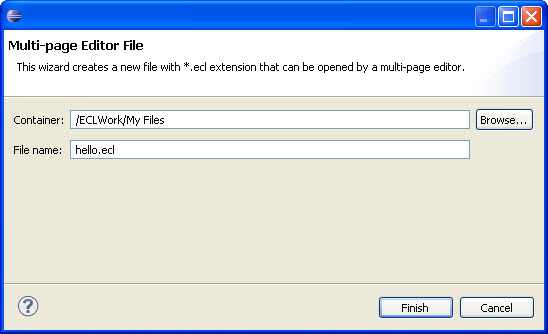 Multi-page Editor File
This wizard creates a new file with *.ecl extension that can be opened by a multi-page editor.
Container: /ECLWork/My Files Browse...
File name: hello.ecl
? Finish Cancel